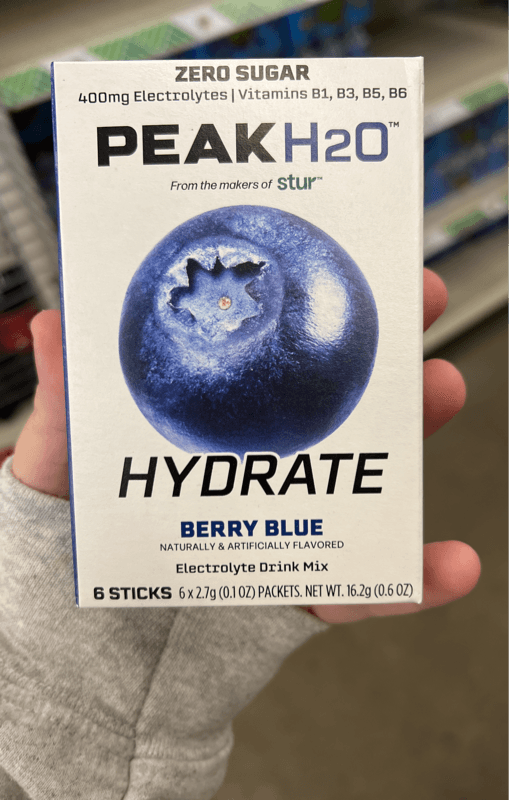 ZERO SUGAR
400mg Electrolytes | Vitamins B1, B3, B5, B6
PEAK H2O™
From the makers of stur™
HYDRATE
BERRY BLUE
NATURALLY & ARTIFICIALLY FLAVORED
Electrolyte Drink Mix
6 STICKS 6 x 2.7g (0.1 OZ) PACKETS. NET WT. 16.2g (0.6 OZ)